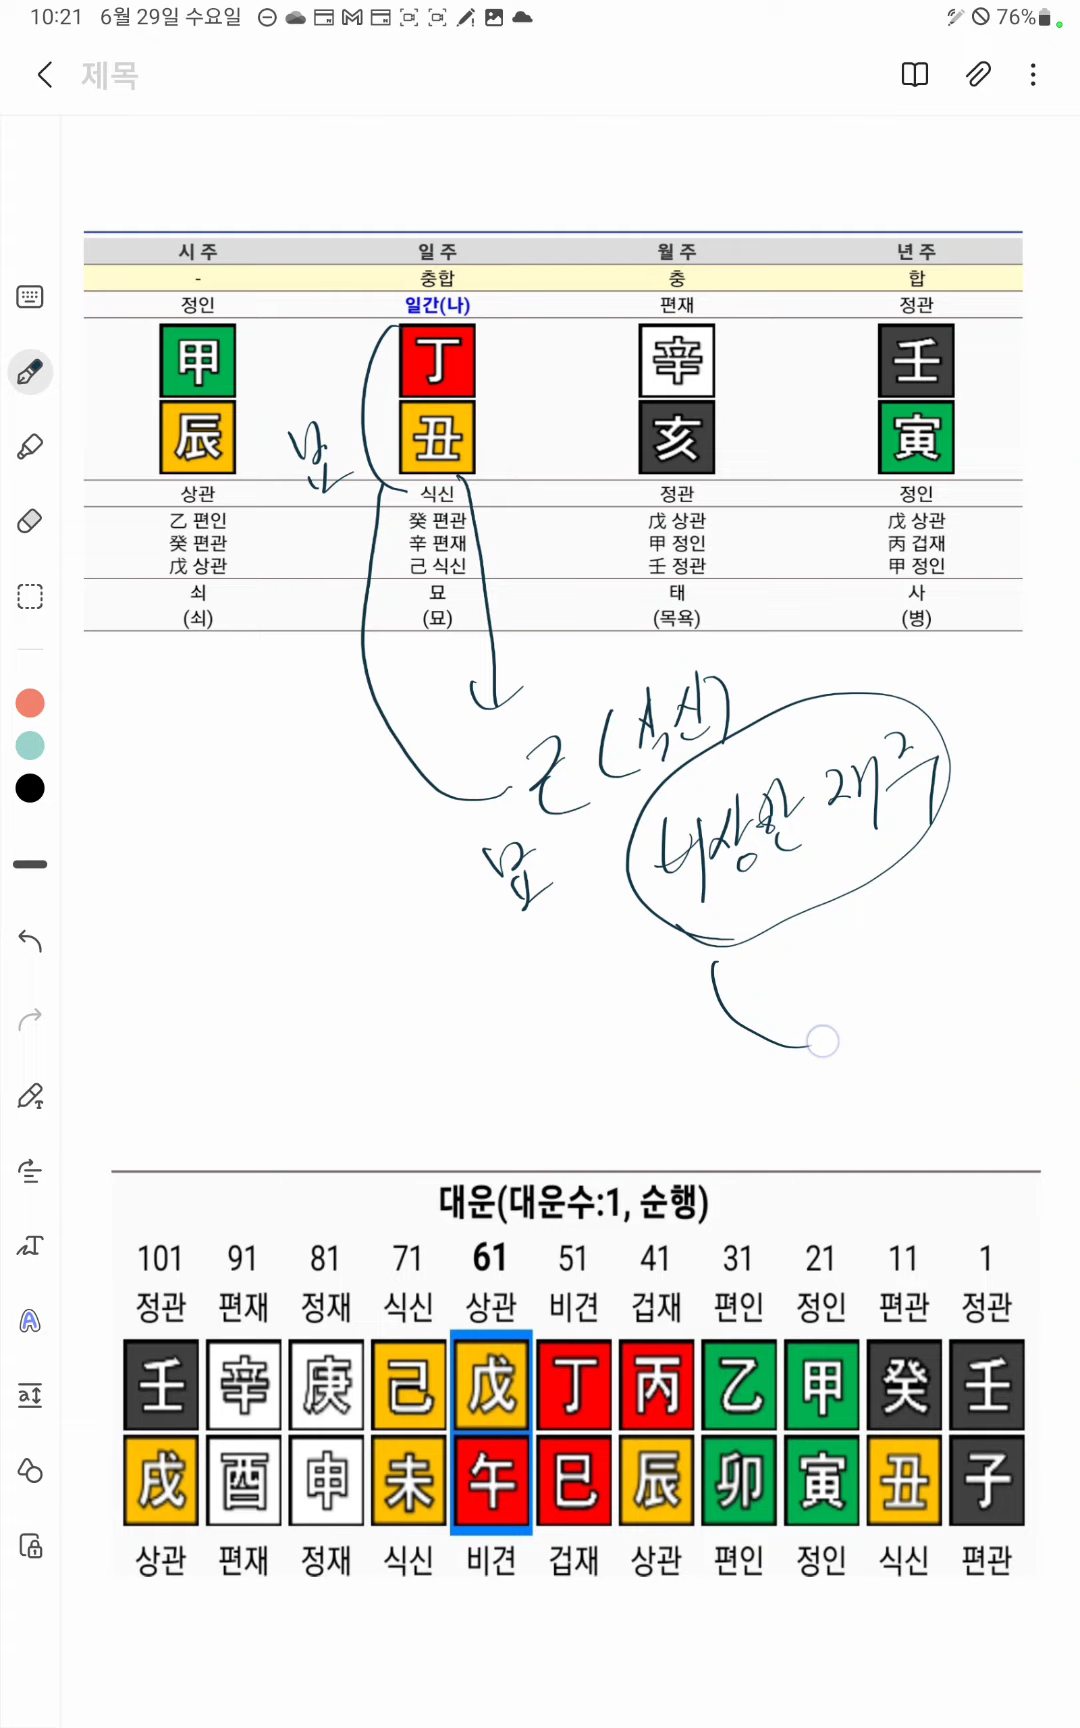 10:21 6월 29일 수요일
76%
제목
시주 일주 월주 년주
- 충합 충 합
정인 일간(나) 편재 정관
甲 丁 辛 壬
辰 丑 亥 寅
상관 식신 정관 정인
乙 편인 癸 편관 戊 상관 戊 상관
癸 편관 辛 편재 甲 정인 丙 겁재
戊 상관 己 식신 壬 정관 甲 정인
쇠 묘 태 사
(쇠) (묘) (목욕) (병)
근 (식신)
비상한 재주
묘
대운(대운수:1, 순행)
101 91 81 71 61 51 41 31 21 11 1
정관 편재 정재 식신 상관 비견 겁재 편인 정인 편관 정관
壬 辛 庚 己 戊 丁 丙 乙 甲 癸 壬
戌 酉 申 未 午 巳 辰 卯 寅 丑 子
상관 편재 정재 식신 비견 겁재 상관 편인 정인 식신 편관